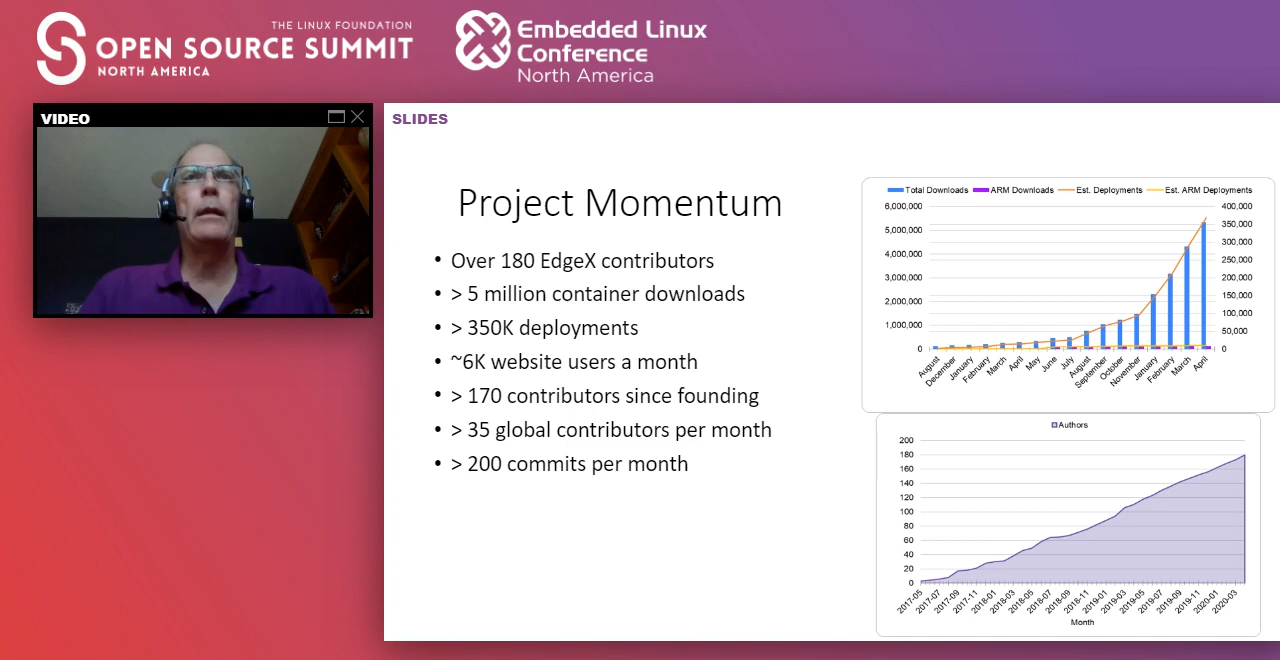 THE LINUX FOUNDATION
OPEN SOURCE SUMMIT
NORTH AMERICA
Embedded Linux
Conference
North America
VIDEO
SLIDES
Project Momentum
• Over 180 EdgeX contributors
• > 5 million container downloads
• > 350K deployments
• ~6K website users a month
• > 170 contributors since founding
• > 35 global contributors per month
• > 200 commits per month
Total Downloads ARM Downloads Est. Deployments Est. ARM Deployments
6,000,000 400,000
5,000,000 350,000
4,000,000 300,000
3,000,000 250,000
2,000,000 200,000
1,000,000 150,000
0 100,000
50,000
0
August December January February March April May June July August September October November January February March April
Authors
200
180
160
140
120
100
80
60
40
20
0
2017-05 2017-07 2017-09 2017-11 2018-01 2018-03 2018-05 2018-07 2018-09 2018-11 2019-01 2019-03 2019-05 2019-07 2019-09 2019-11 2020-01 2020-03
Month